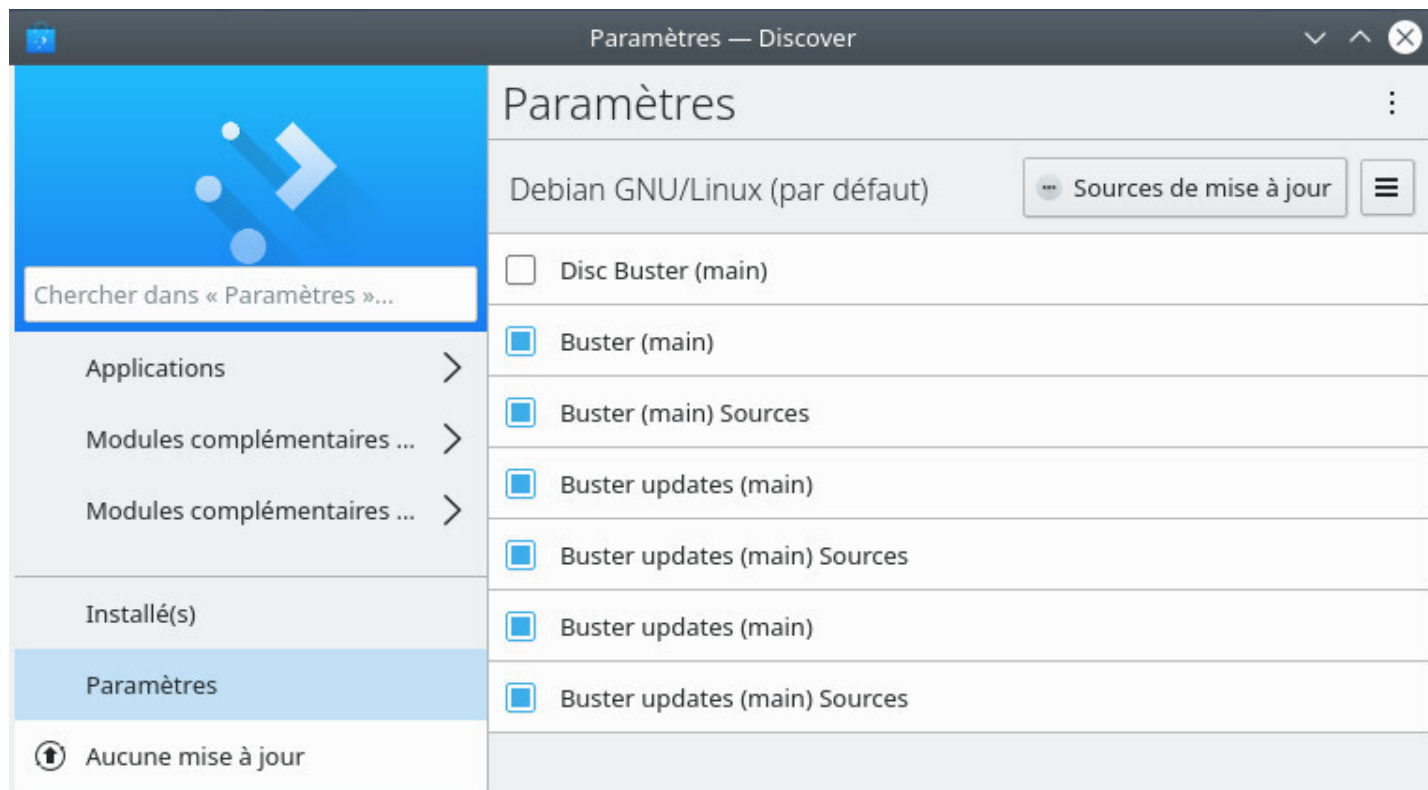 Paramètres — Discover
Paramètres
Debian GNU/Linux (par défaut)
Sources de mise à jour
Chercher dans « Paramètres »...
Applications
Modules complémentaires ...
Modules complémentaires ...
Installé(s)
Paramètres
Aucune mise à jour
Disc Buster (main)
Buster (main)
Buster (main) Sources
Buster updates (main)
Buster updates (main) Sources
Buster updates (main)
Buster updates (main) Sources